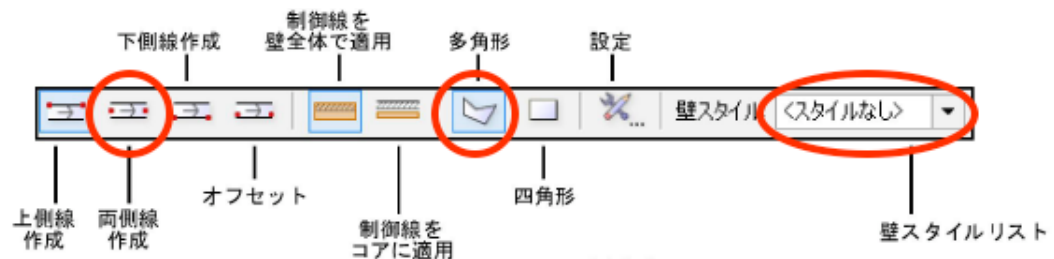 制御線を
壁全体で適用
下側線作成
多角形
設定
壁スタイル:
<スタイルなし>
上側線
作成
両側線
作成
オフセット
制御線を
コアに適用
四角形
壁スタイルリスト